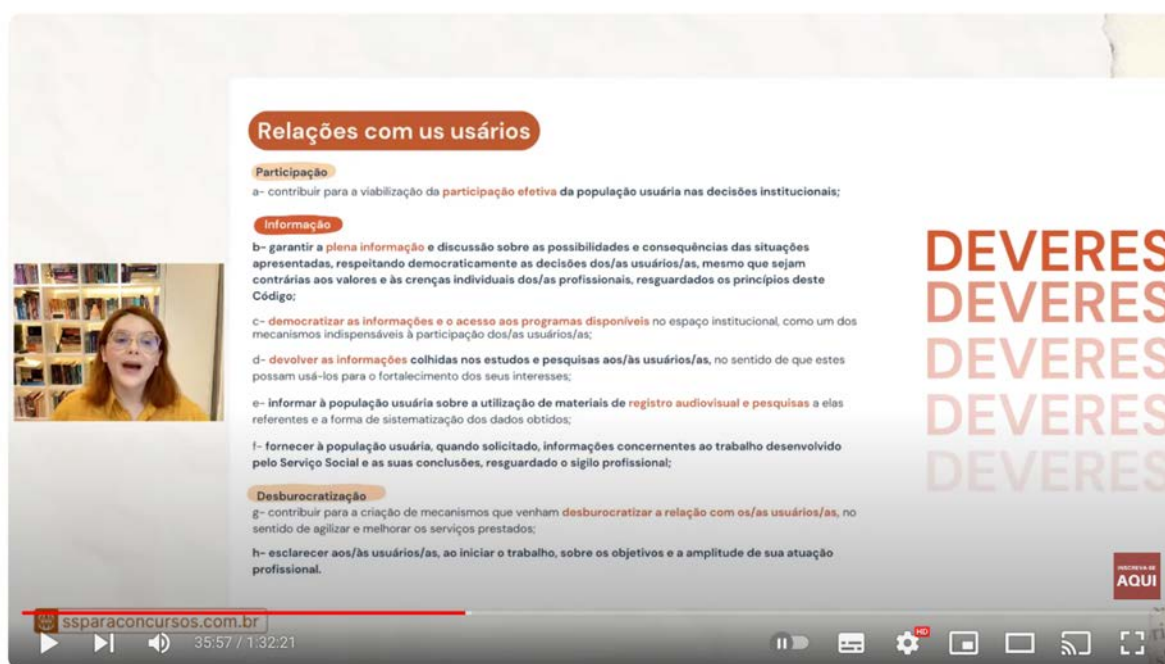 Relações com us usários
Participação
a- contribuir para a viabilização da participação efetiva da população usuária nas decisões institucionais;
Informação
b- garantir a plena informação e discussão sobre as possibilidades e consequências das situações
apresentadas, respeitando democraticamente as decisões dos/as usuários/as, mesmo que sejam
contrárias aos valores e às crenças individuais dos/as profissionais, resguardados os princípios deste
Código;
c- democratizar as informações e o acesso aos programas disponíveis no espaço institucional, como um dos
mecanismos indispensáveis à participação dos/as usuários/as;
d- devolver as informações colhidas nos estudos e pesquisas aos/às usuários/as, no sentido de que estes
possam usá-los para o fortalecimento dos seus interesses;
e- informar à população usuária sobre a utilização de materiais de registro audiovisual e pesquisas a elas
referentes e a forma de sistematização dos dados obtidos;
f- fornecer à população usuária, quando solicitado, informações concernentes ao trabalho desenvolvido
pelo Serviço Social e as suas conclusões, resguardado o sigilo profissional;
Desburocratização
g- contribuir para a criação de mecanismos que venham desburocratizar a relação com os/as usuários/as, no
sentido de agilizar e melhorar os serviços prestados;
h- esclarecer aos/às usuários/as, ao iniciar o trabalho, sobre os objetivos e a amplitude de sua atuação
profissional.
DEVERES
DEVERES
DEVERES
DEVERES
DEVERES
INSCREVA-SE
AQUI
ssparaconcursos.com.br
35:57 / 1:32:21
HD